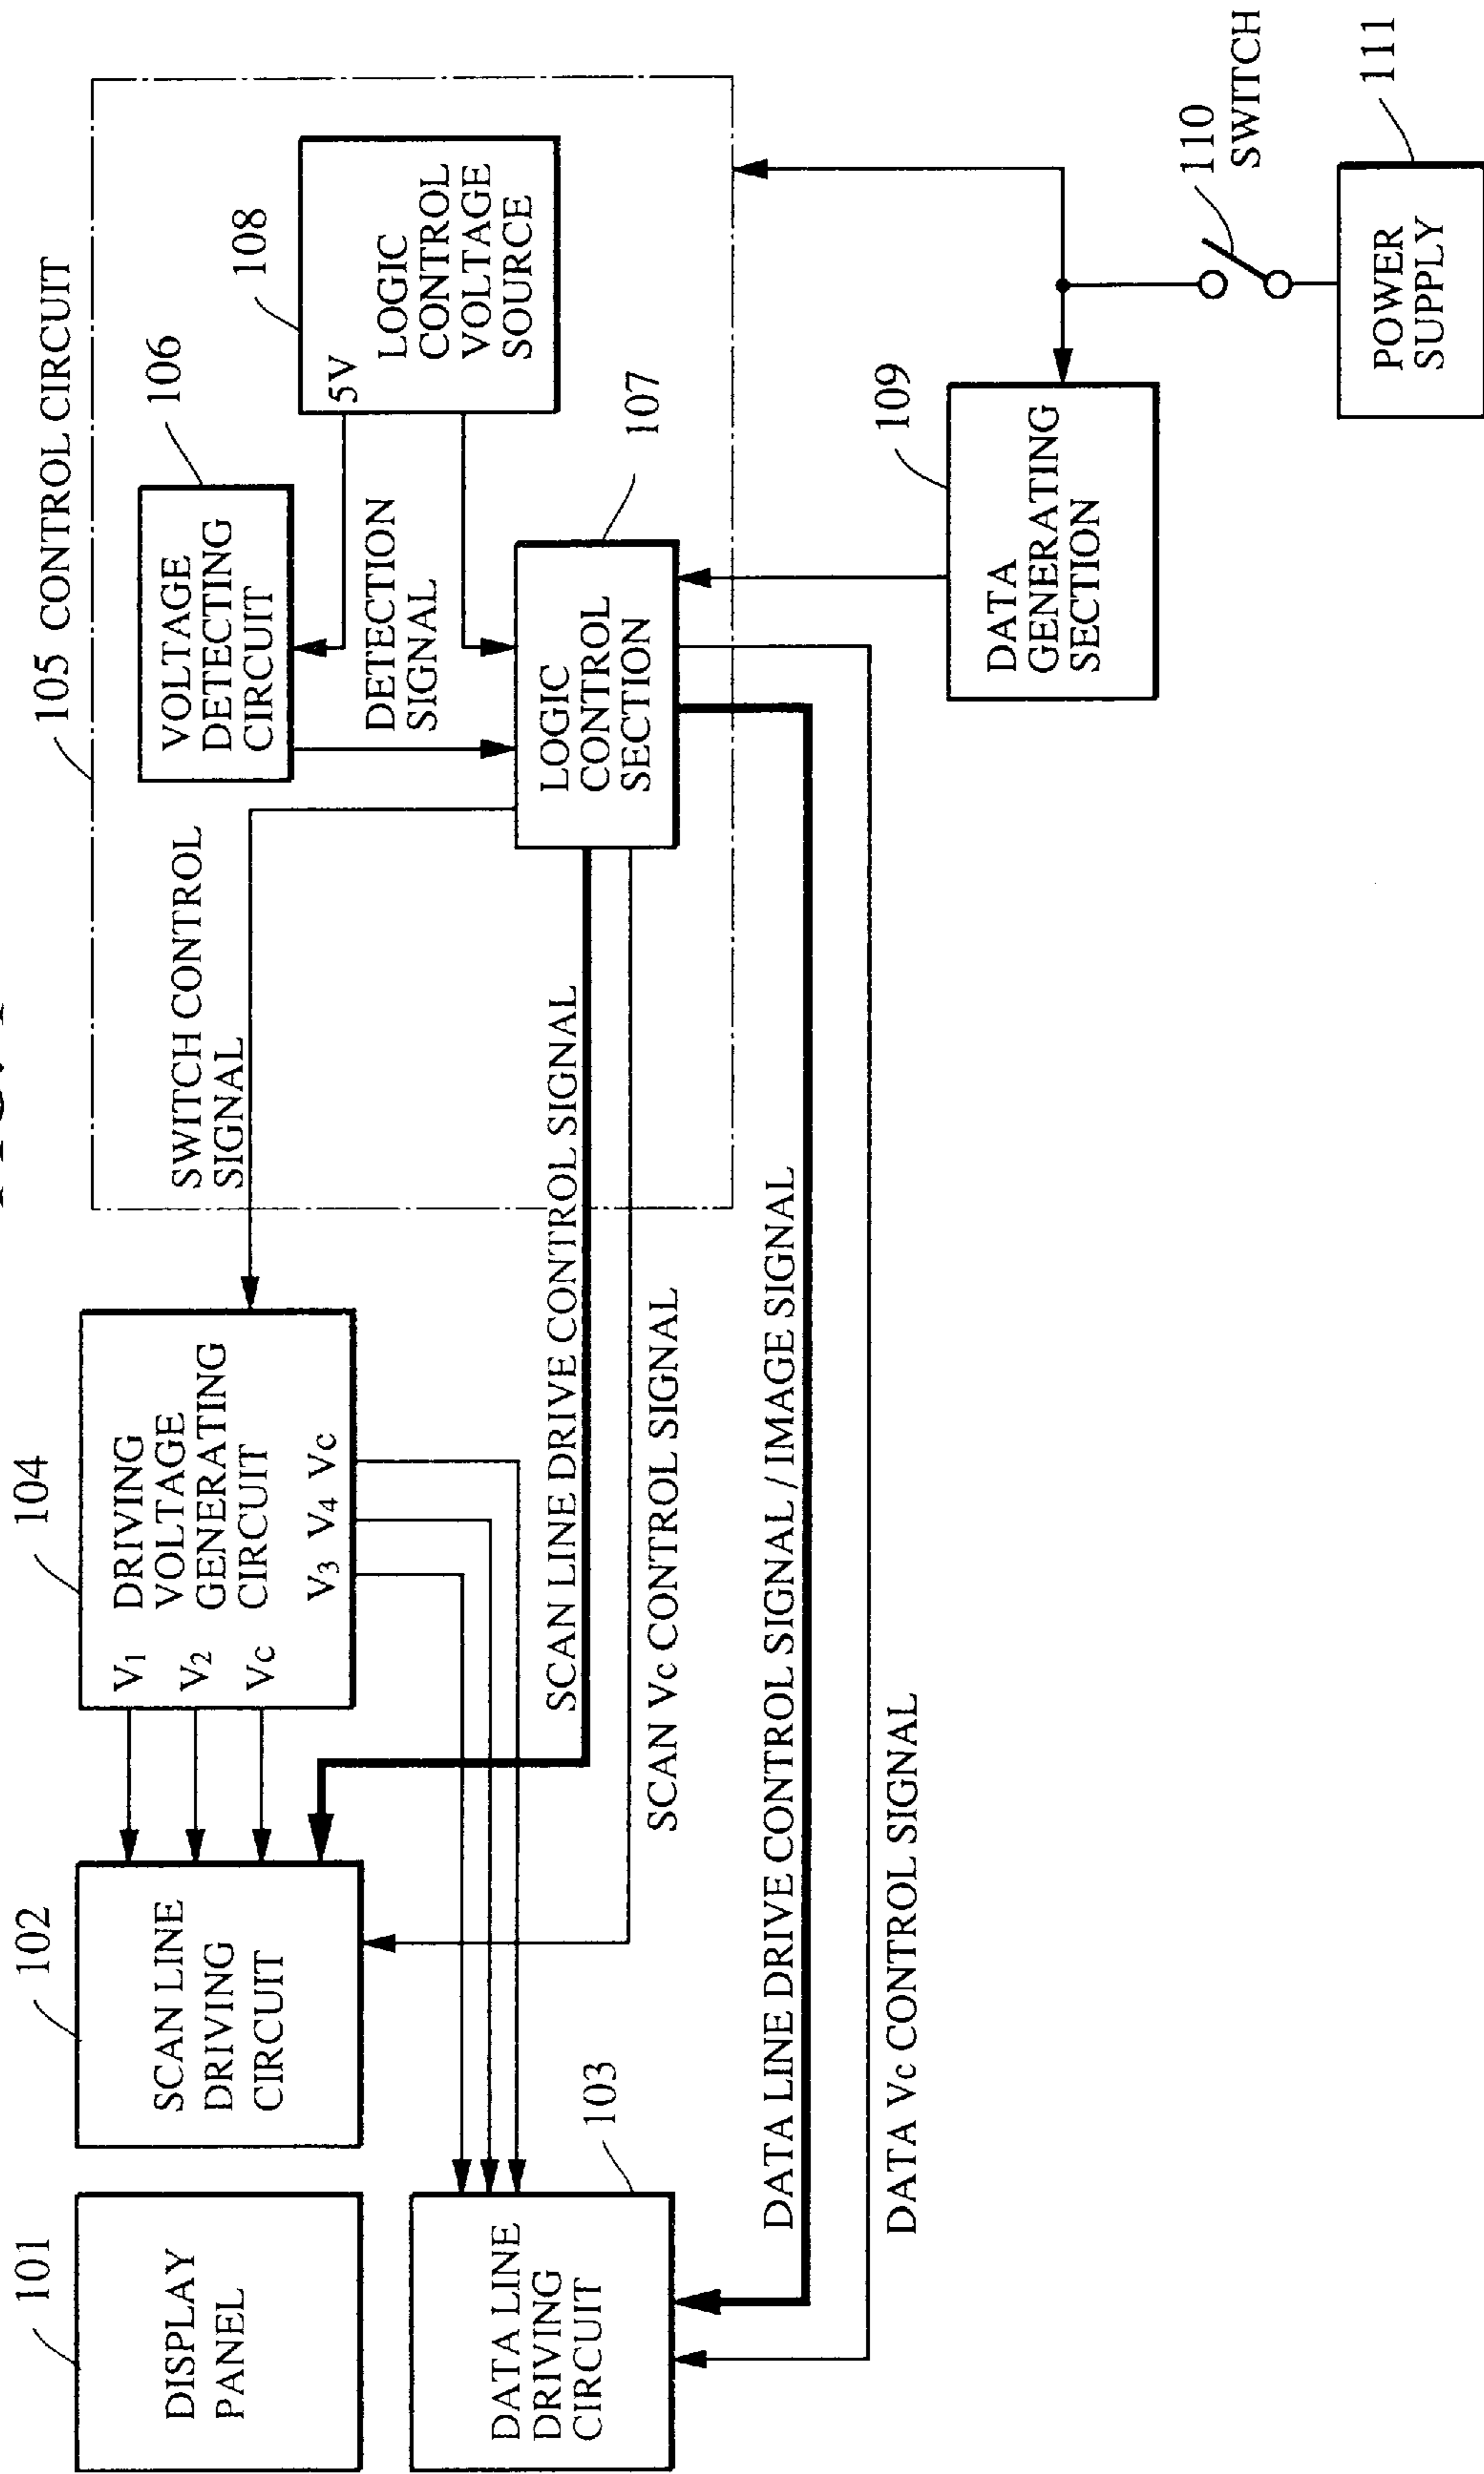 105 CONTROL CIRCUIT
101
DISPLAY
PANEL
102
SCAN LINE
DRIVING
CIRCUIT
104
DRIVING
VOLTAGE
GENERATING
CIRCUIT
V1
V2
Vc
V3 V4 Vc
SWITCH CONTROL
SIGNAL
106
VOLTAGE
DETECTING
CIRCUIT
108
5V
LOGIC
CONTROL
VOLTAGE
SOURCE
DETECTION
SIGNAL
107
LOGIC
CONTROL
SECTION
103
DATA LINE
DRIVING
CIRCUIT
SCAN LINE DRIVE CONTROL SIGNAL
SCAN Vc CONTROL SIGNAL
DATA LINE DRIVE CONTROL SIGNAL / IMAGE SIGNAL
DATA Vc CONTROL SIGNAL
109
DATA
GENERATING
SECTION
110
SWITCH
111
POWER
SUPPLY